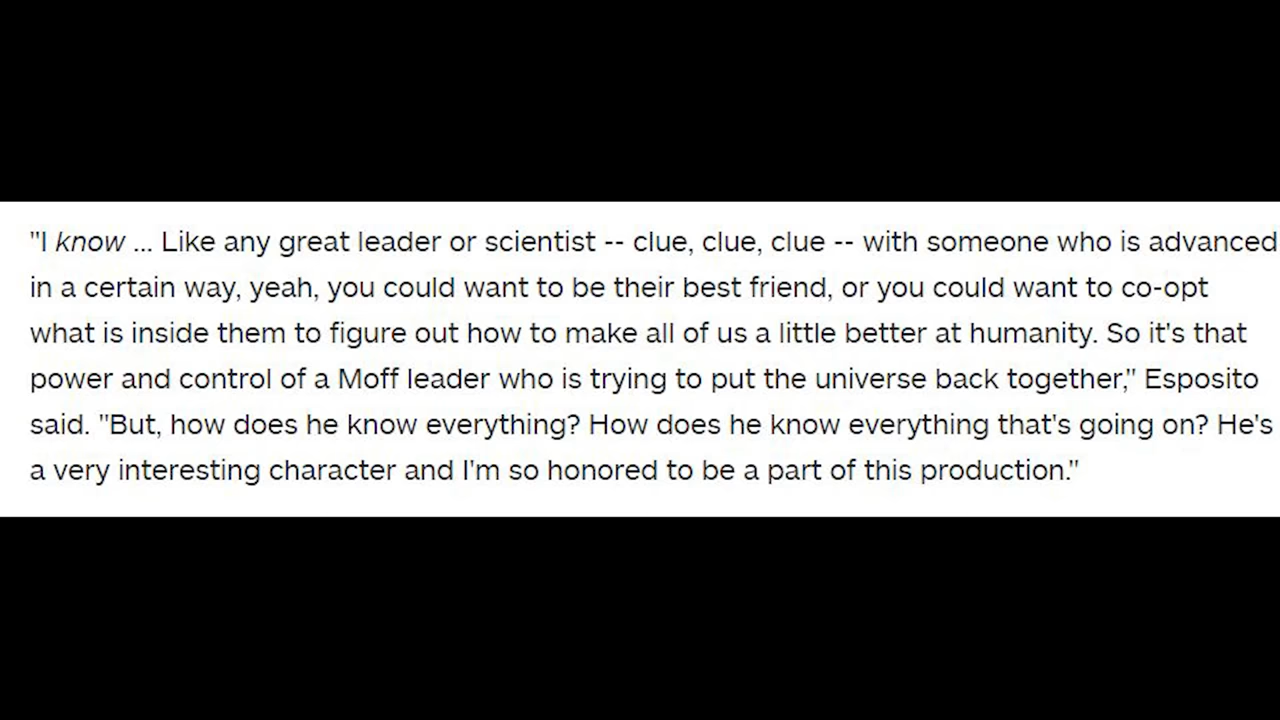 "I know ... Like any great leader or scientist -- clue, clue, clue -- with someone who is advanced
in a certain way, yeah, you could want to be their best friend, or you could want to co-opt
what is inside them to figure out how to make all of us a little better at humanity. So it's that
power and control of a Moff leader who is trying to put the universe back together," Esposito
said. "But, how does he know everything? How does he know everything that's going on? He's
a very interesting character and I'm so honored to be a part of this production."